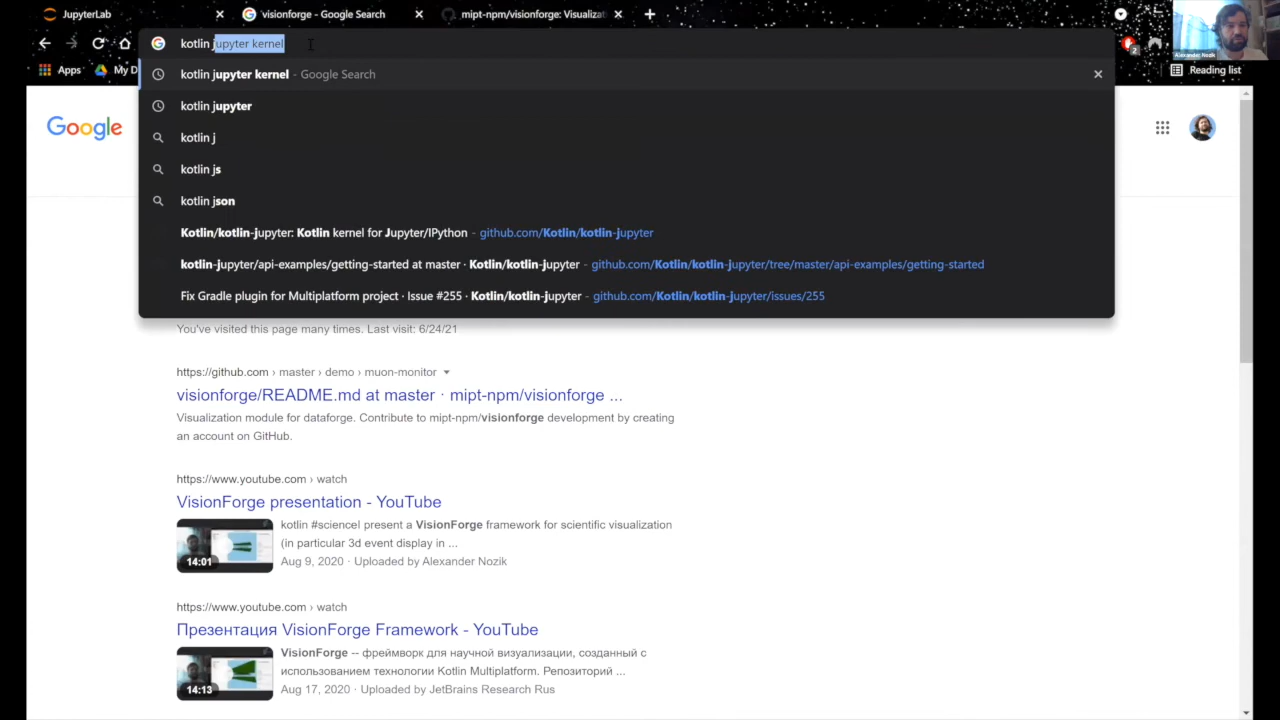 JupyterLab
visionforge - Google Search
mipt-npm/visionforge: Visualizat
kotlin jupyter kernel
2
Alexander Nozik
Apps
My D
Reading list
kotlin jupyter kernel - Google Search
kotlin jupyter
kotlin j
kotlin js
kotlin json
Kotlin/kotlin-jupyter: Kotlin kernel for Jupyter/IPython - github.com/Kotlin/kotlin-jupyter
kotlin-jupyter/api-examples/getting-started at master · Kotlin/kotlin-jupyter - github.com/Kotlin/kotlin-jupyter/tree/master/api-examples/getting-started
Fix Gradle plugin for Multiplatform project · Issue #255 · Kotlin/kotlin-jupyter - github.com/Kotlin/kotlin-jupyter/issues/255
Google
You've visited this page many times. Last visit: 6/24/21
https://github.com › master › demo › muon-monitor
visionforge/README.md at master · mipt-npm/visionforge ...
Visualization module for dataforge. Contribute to mipt-npm/visionforge development by creating
an account on GitHub.
https://www.youtube.com › watch
VisionForge presentation - YouTube
kotlin #science! present a VisionForge framework for scientific visualization
(in particular 3d event display in ...
14:01
Aug 9, 2020 · Uploaded by Alexander Nozik
https://www.youtube.com › watch
Презентация VisionForge Framework - YouTube
VisionForge -- фреймворк для научной визуализации, созданный с
использованием технологии Kotlin Multiplatform. Репозиторий ...
14:13
Aug 17, 2020 · Uploaded by JetBrains Research Rus